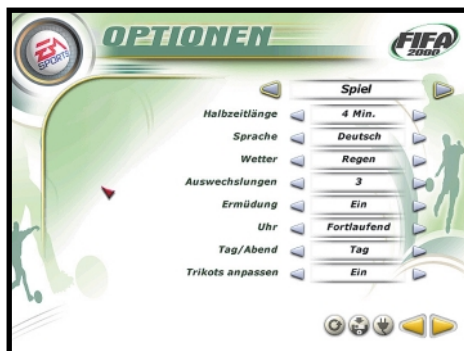 EA SPORTS
OPTIONEN
FIFA 2000
Spiel
Halbzeitlänge 4 Min.
Sprache Deutsch
Wetter Regen
Auswechslungen 3
Ermüdung Ein
Uhr Fortlaufend
Tag/Abend Tag
Trikots anpassen Ein